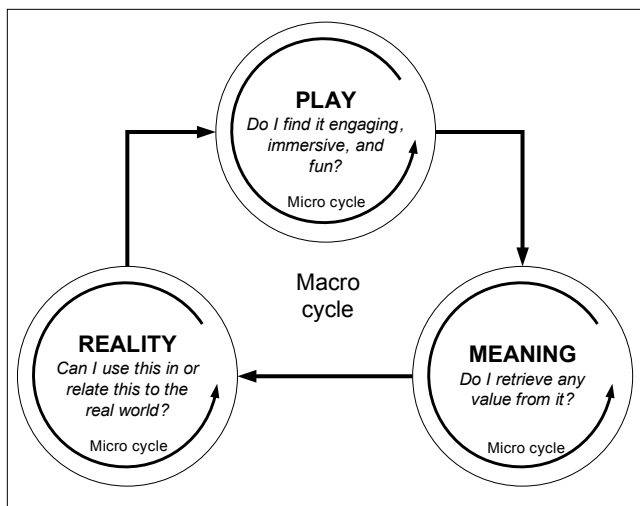 PLAY
Do I find it engaging,
immersive, and
fun?
Micro cycle
Macro
cycle
REALITY
Can I use this in or
relate this to the
real world?
Micro cycle
MEANING
Do I retrieve any
value from it?
Micro cycle